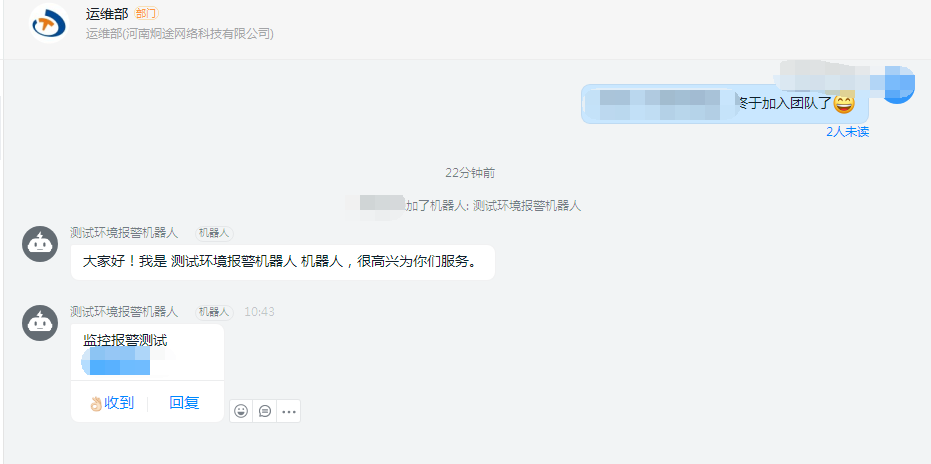 运维部 部门
运维部(河南炯途网络科技有限公司)
终于加入团队了
2人未读
22分钟前
加了机器人: 测试环境报警机器人
测试环境报警机器人 机器人
大家好！我是 测试环境报警机器人 机器人，很高兴为你们服务。
测试环境报警机器人 机器人 10:43
监控报警测试
收到 回复